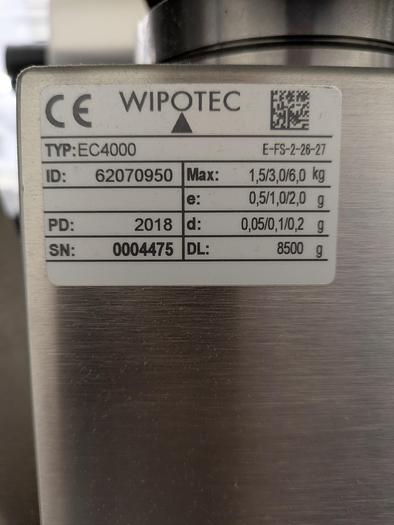 CE WIPOTEC
TYP: EC4000 E-FS-2-26-27
ID: 62070950 Max: 1,5/3,0/6,0 kg
e: 0,5/1,0/2,0 g
PD: 2018 d: 0,05/0,1/0,2 g
SN: 0004475 DL: 8500 g